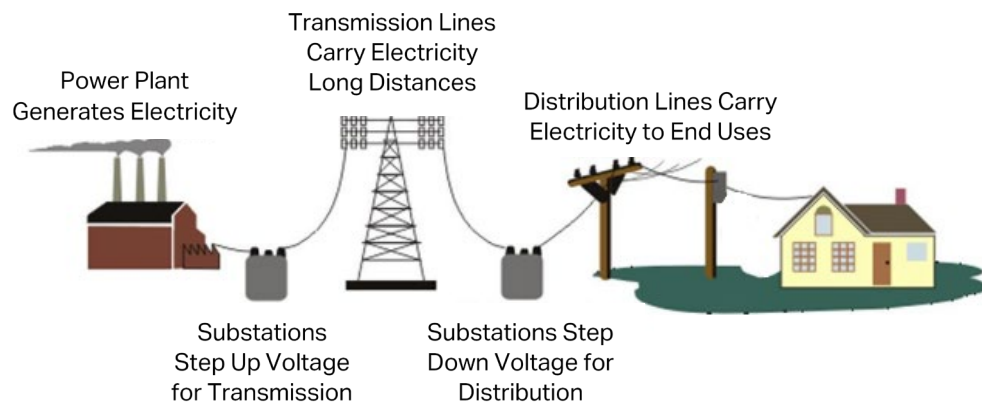 Transmission Lines
Carry Electricity
Long Distances
Power Plant
Generates Electricity
Distribution Lines Carry
Electricity to End Uses
Substations
Step Up Voltage
for Transmission
Substations Step
Down Voltage for
Distribution